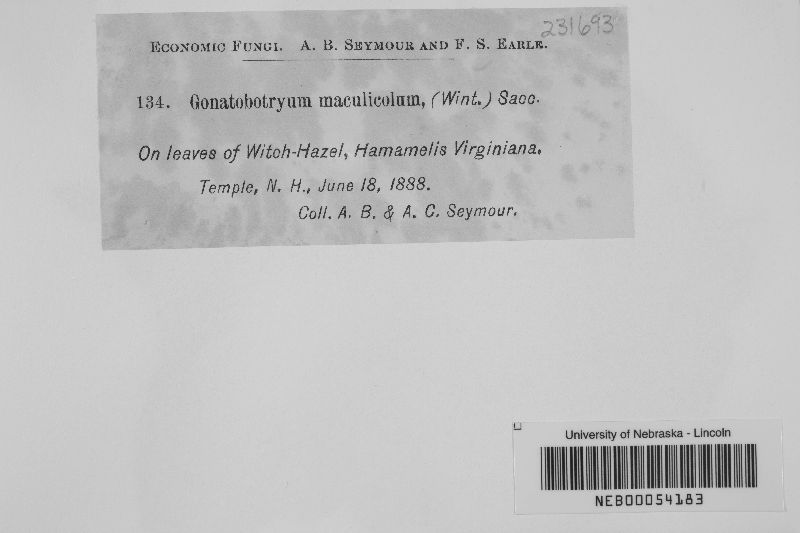 231693
Economic Fungi. A. B. Seymour and F. S. Earle.
134. Gonatobotryum maculicolum, (Wint.) Sacc.
On leaves of Witch-Hazel, Hamamelis Virginiana.
Temple, N. H., June 18, 1888.
Coll. A. B. & A. C. Seymour.
University of Nebraska - Lincoln
NEB00054183